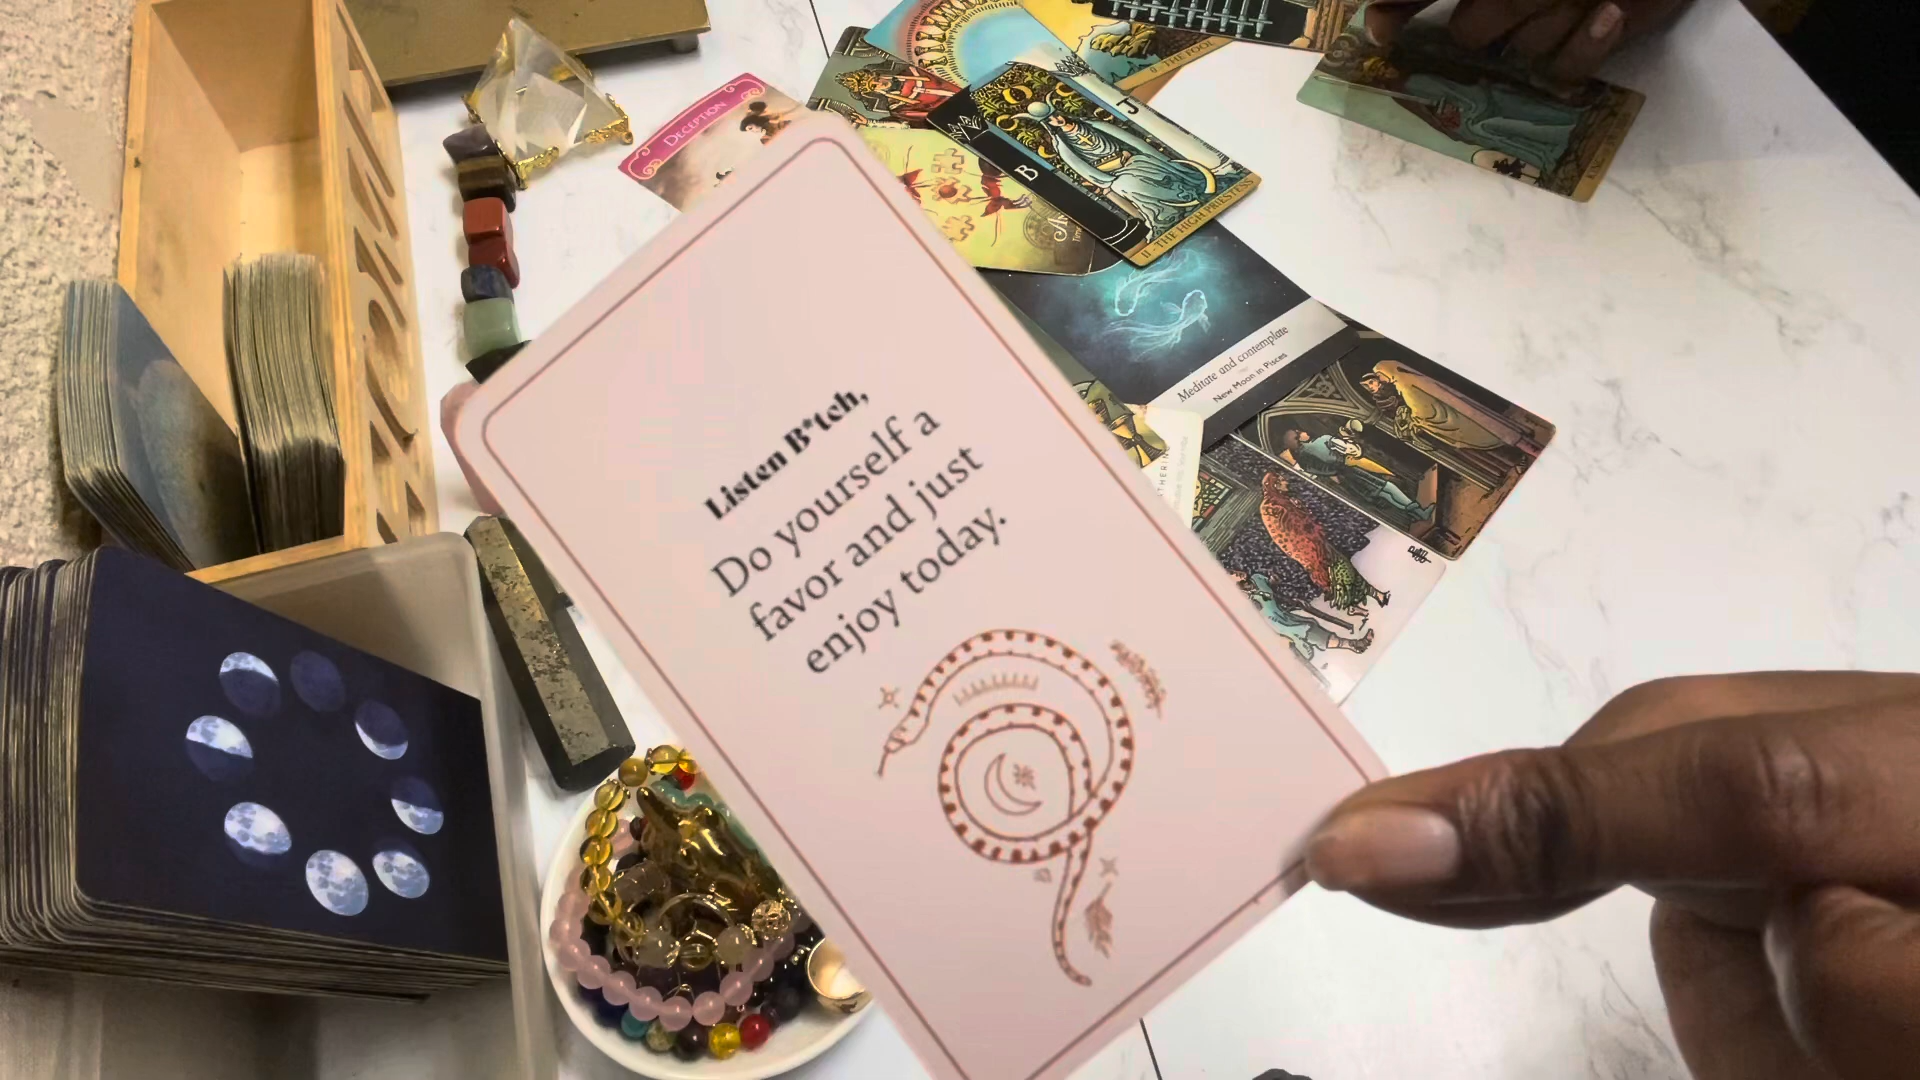 Listen B*tch,
Do yourself a
favor and just
enjoy today.
DECEPTION
0 - THE FOOL
B
J
II - THE HIGH PRIESTESS
Meditate and contemplate
New Moon in Pisces
KING